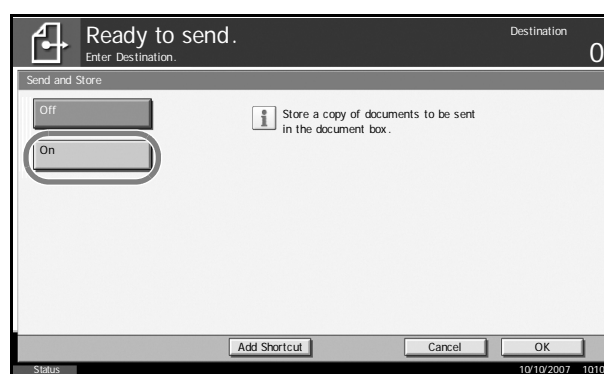 Ready to send.
Destination
Enter Destination.
0
Send and Store
Off
Store a copy of documents to be sent
in the document box.
On
Add Shortcut
Cancel
OK
Status
10/10/2007 1010